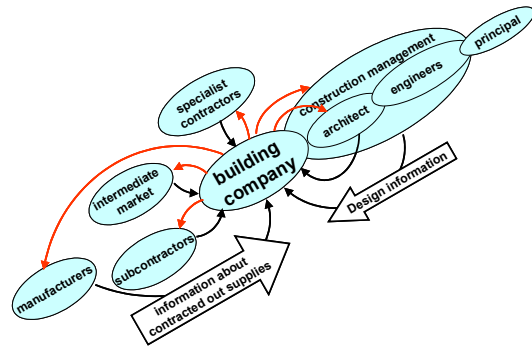 principal
construction management
engineers
architect
specialist
contractors
building
company
intermediate
market
subcontractors
manufacturers
Design information
information about
contracted out supplies